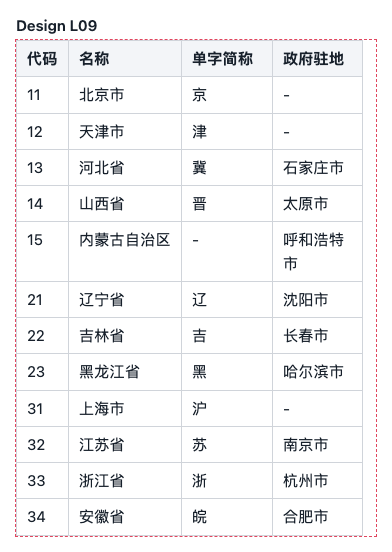 Design L09
代码 名称 单字简称 政府驻地
11 北京市 京 -
12 天津市 津 -
13 河北省 冀 石家庄市
14 山西省 晋 太原市
15 内蒙古自治区 - 呼和浩特
市
21 辽宁省 辽 沈阳市
22 吉林省 吉 长春市
23 黑龙江省 黑 哈尔滨市
31 上海市 沪 -
32 江苏省 苏 南京市
33 浙江省 浙 杭州市
34 安徽省 皖 合肥市